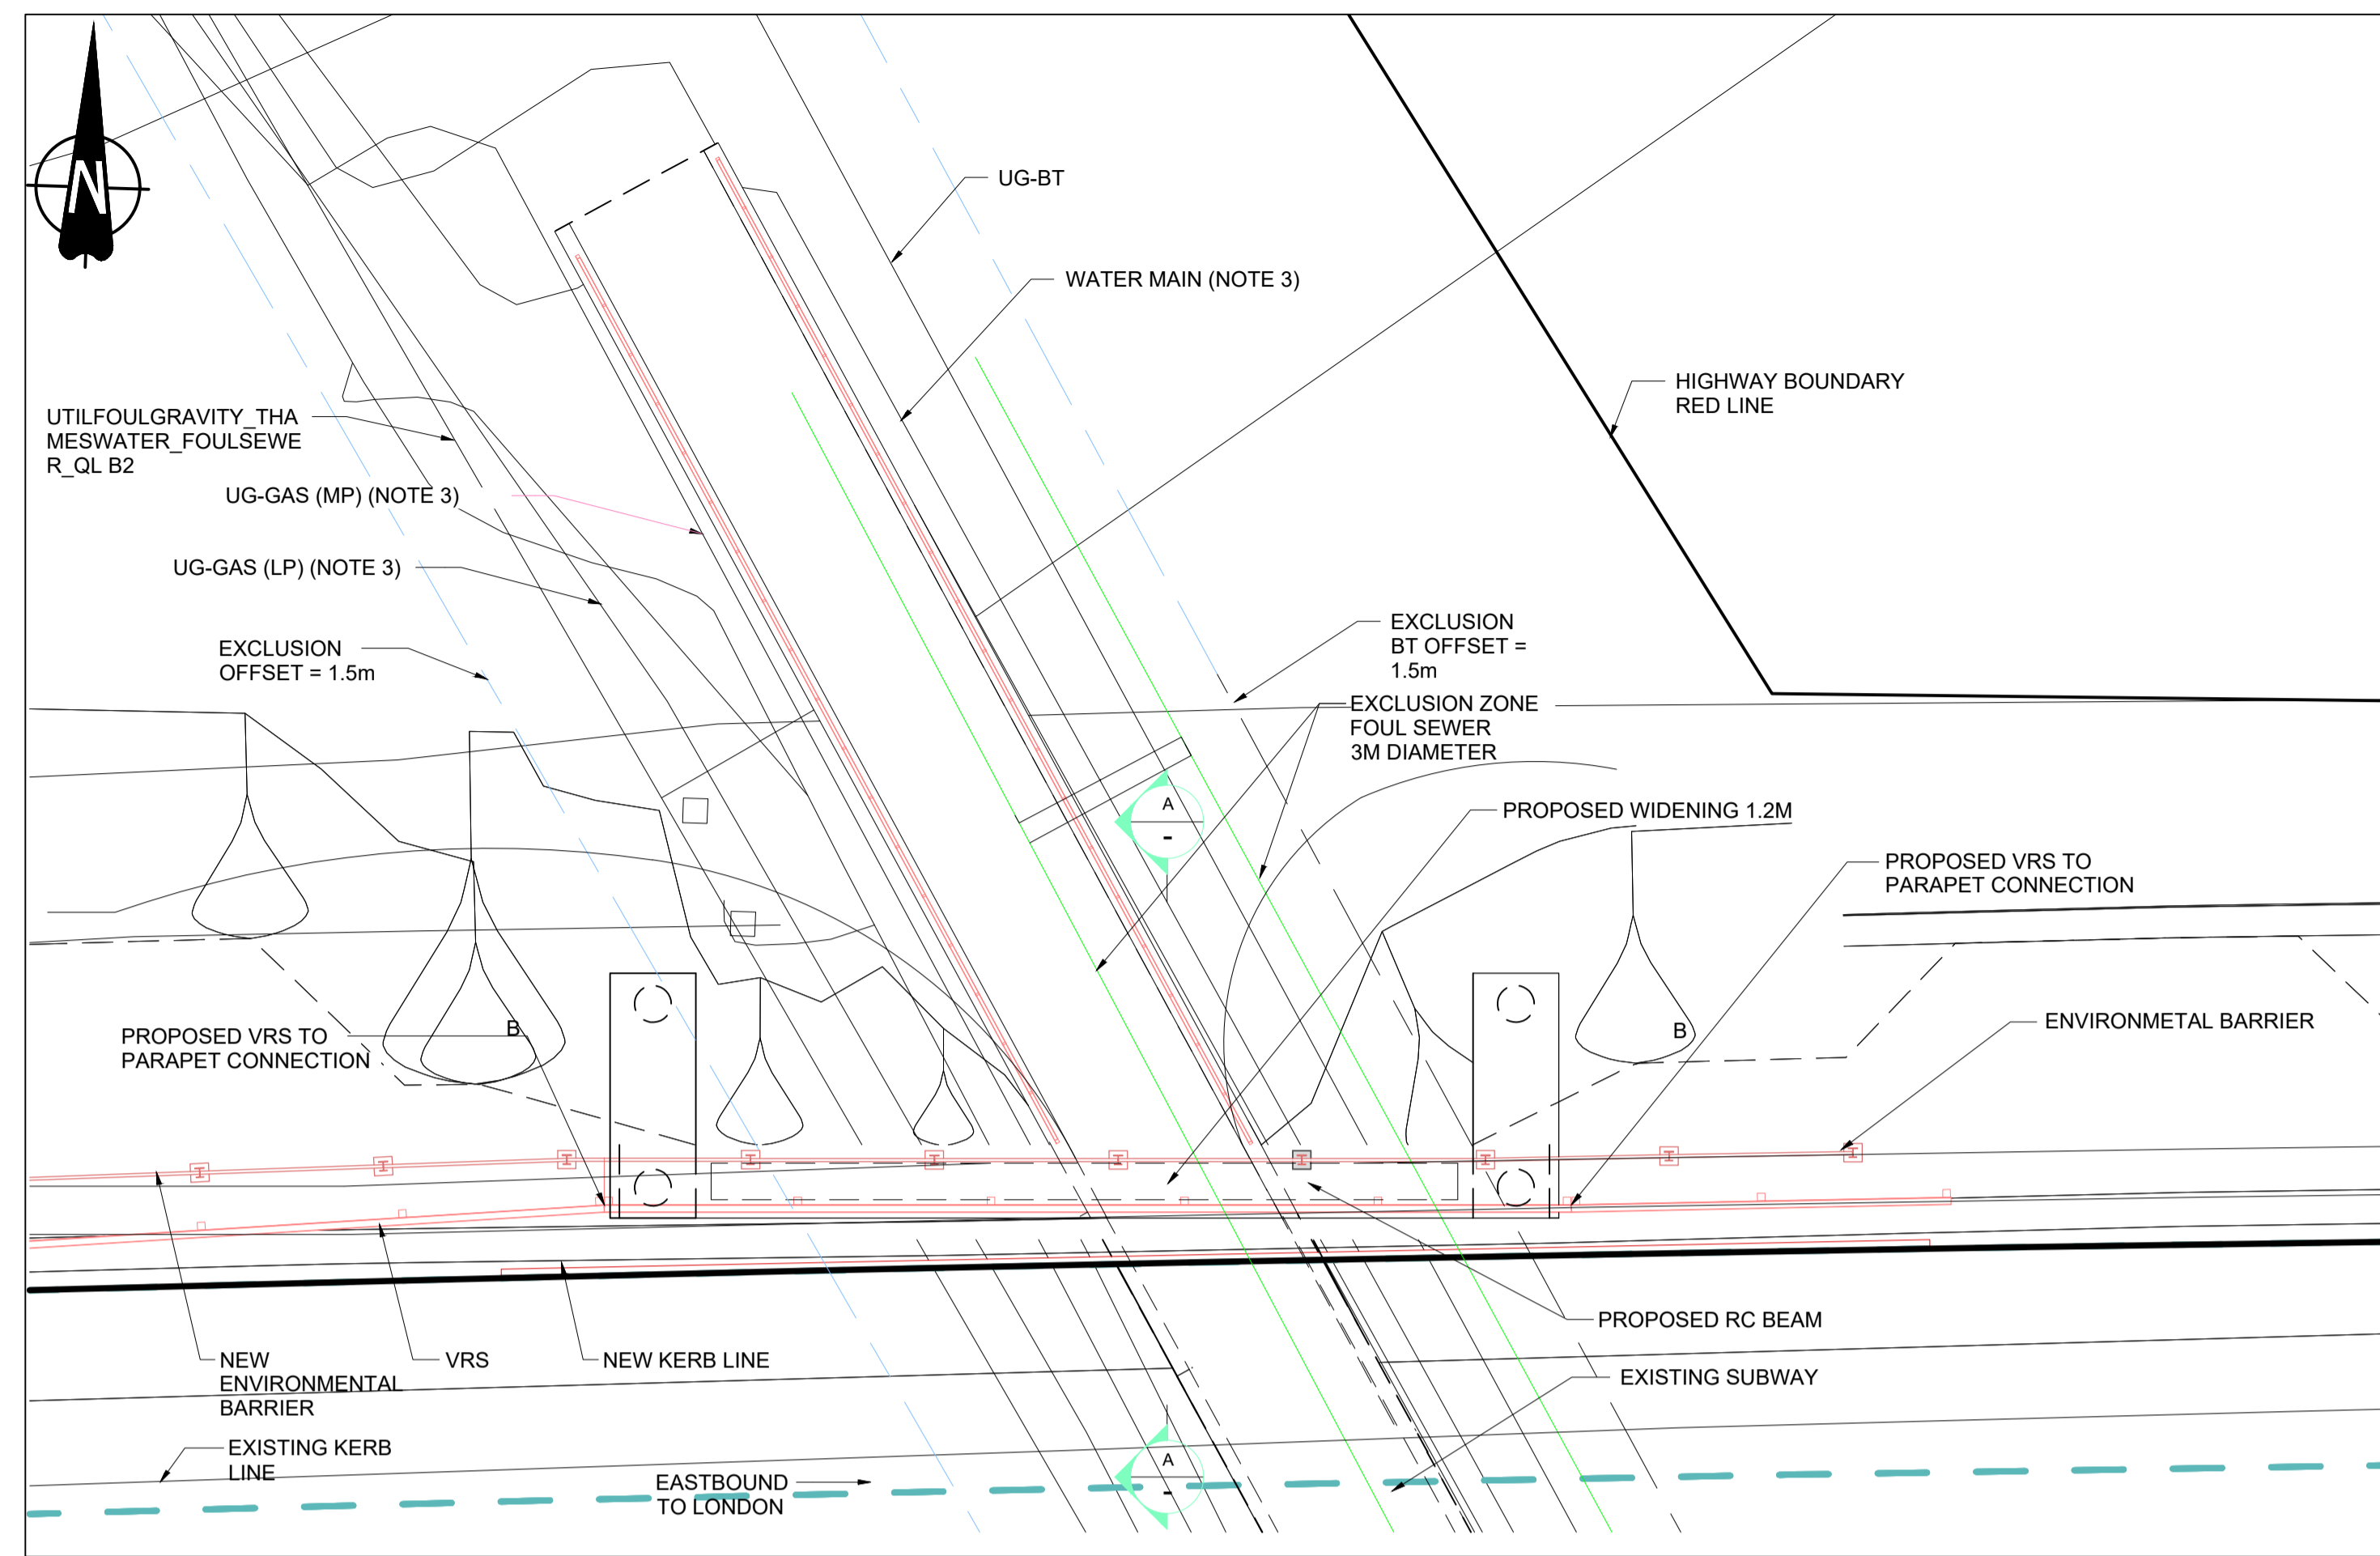 N
UG-BT
WATER MAIN (NOTE 3)
HIGHWAY BOUNDARY
RED LINE
UTILFOULGRAVITY_THA
MESWATER_FOULSEWE
R_QL B2
UG-GAS (MP) (NOTE 3)
UG-GAS (LP) (NOTE 3)
EXCLUSION
OFFSET = 1.5m
EXCLUSION
BT OFFSET =
1.5m
EXCLUSION ZONE
FOUL SEWER
3M DIAMETER
A
-
PROPOSED WIDENING 1.2M
PROPOSED VRS TO
PARAPET CONNECTION
B
B
ENVIRONMETAL BARRIER
PROPOSED VRS TO
PARAPET CONNECTION
PROPOSED RC BEAM
NEW
ENVIRONMENTAL
BARRIER
VRS
NEW KERB LINE
EXISTING SUBWAY
EXISTING KERB
LINE
EASTBOUND
TO LONDON
A
-